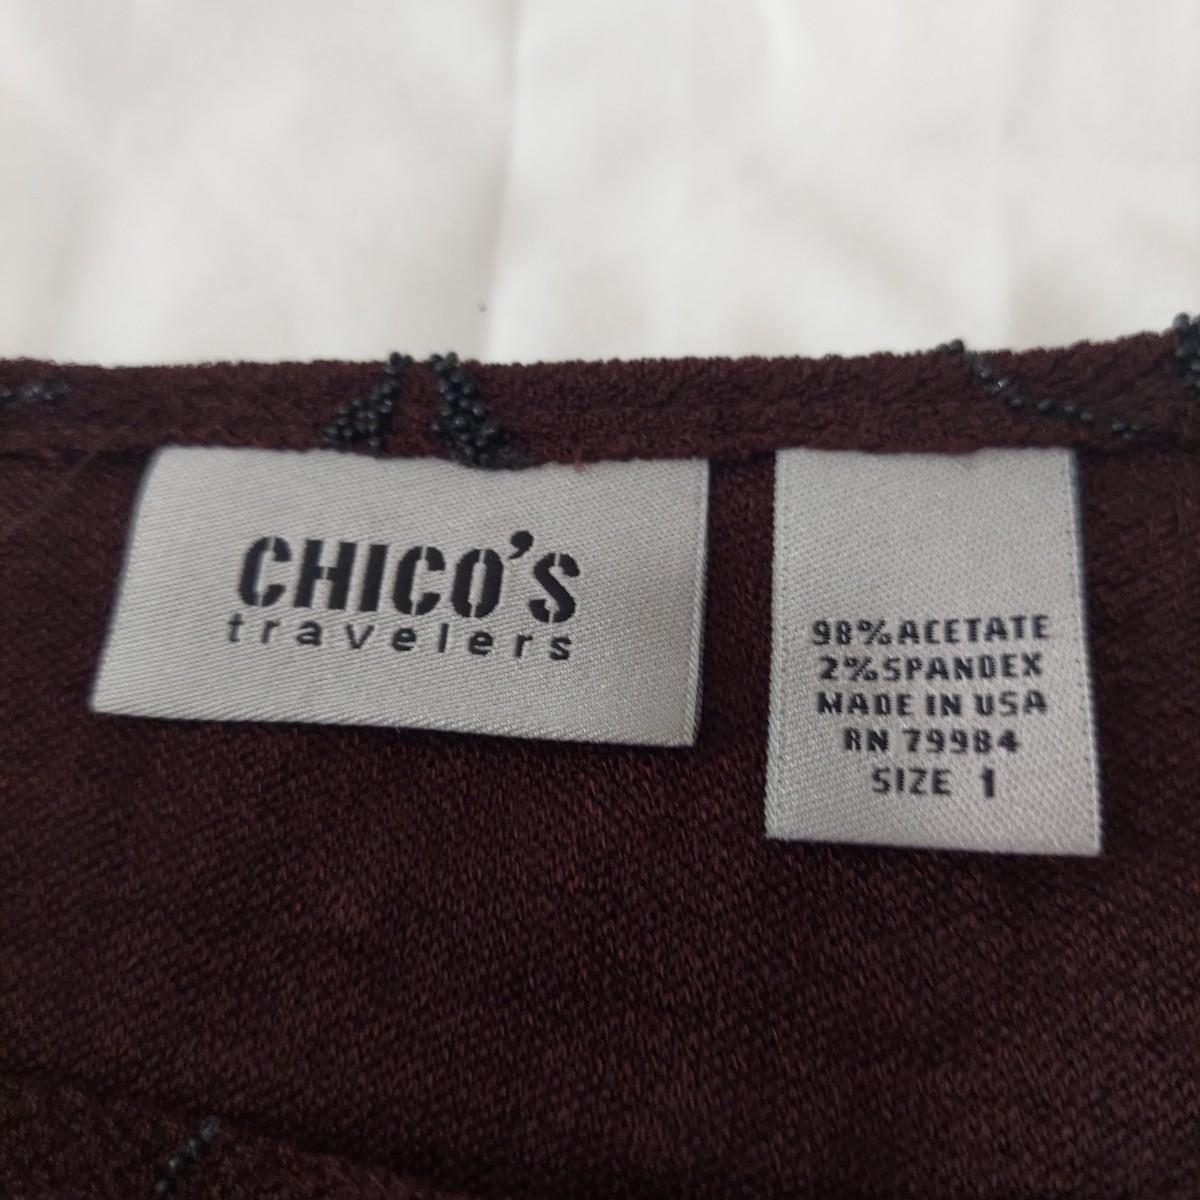 CHICO'S
travelers
98% ACETATE
2% SPANDEX
MADE IN USA
RN 79984
SIZE 1